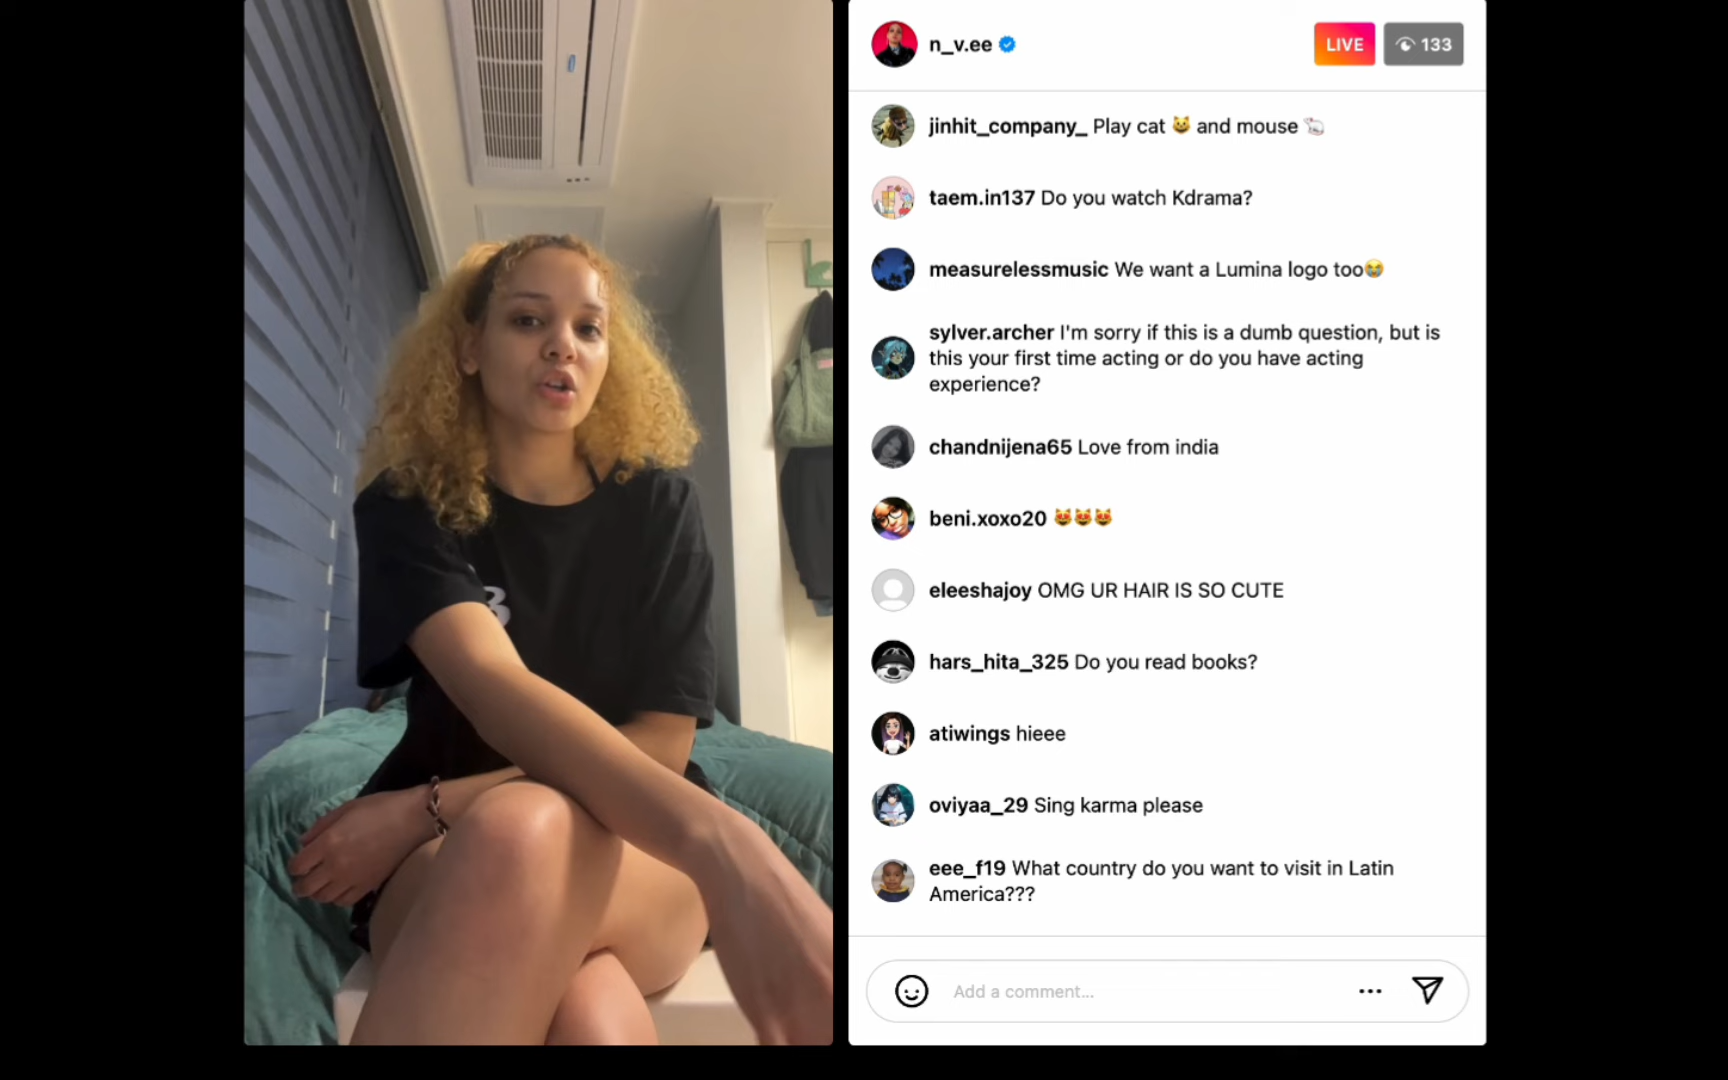 n_v.ee
LIVE
133
jinhit_company_ Play cat 😺 and mouse 🐁
taem.in137 Do you watch Kdrama?
measurelessmusic We want a Lumina logo too😭
sylver.archer I'm sorry if this is a dumb question, but is
this your first time acting or do you have acting
experience?
chandnijena65 Love from india
beni.xoxo20 😻😻😻
eleeshajoy OMG UR HAIR IS SO CUTE
hars_hita_325 Do you read books?
atiwings hieee
oviyaa_29 Sing karma please
eee_f19 What country do you want to visit in Latin
America???
Add a comment...